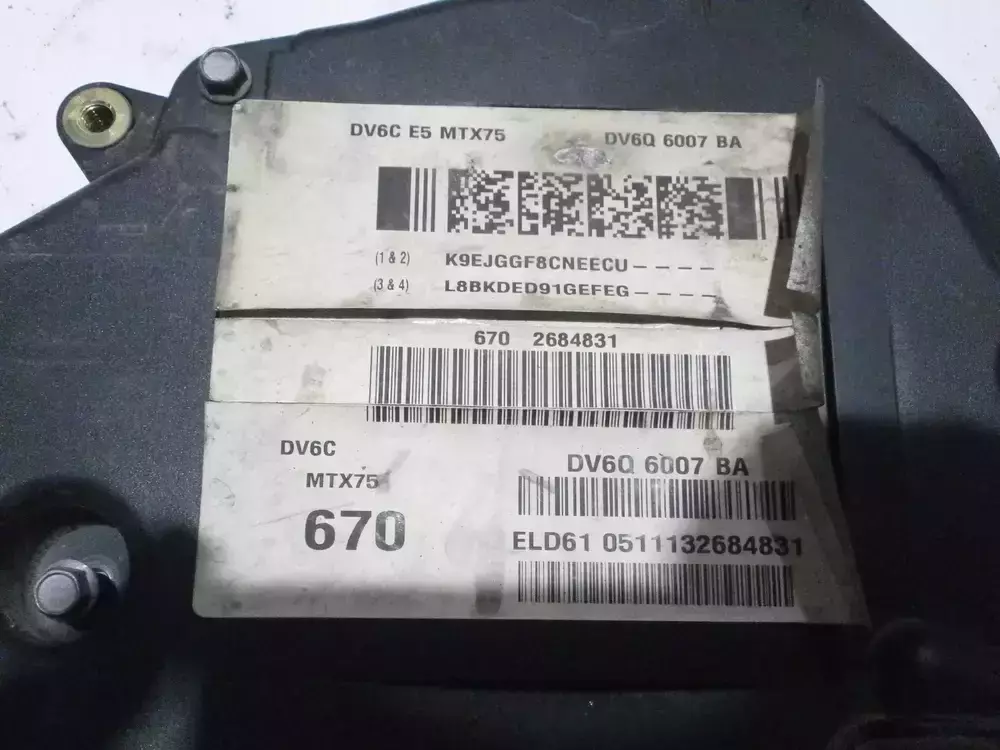 DV6C E5 MTX75 DV6Q 6007 BA
(1 & 2) K9EJGGF8CNEECU----
(3 & 4) L8BKDED91GEFEG----
670 2684831
DV6C DV6Q 6007 BA
MTX75
670 ELD61 0511132684831